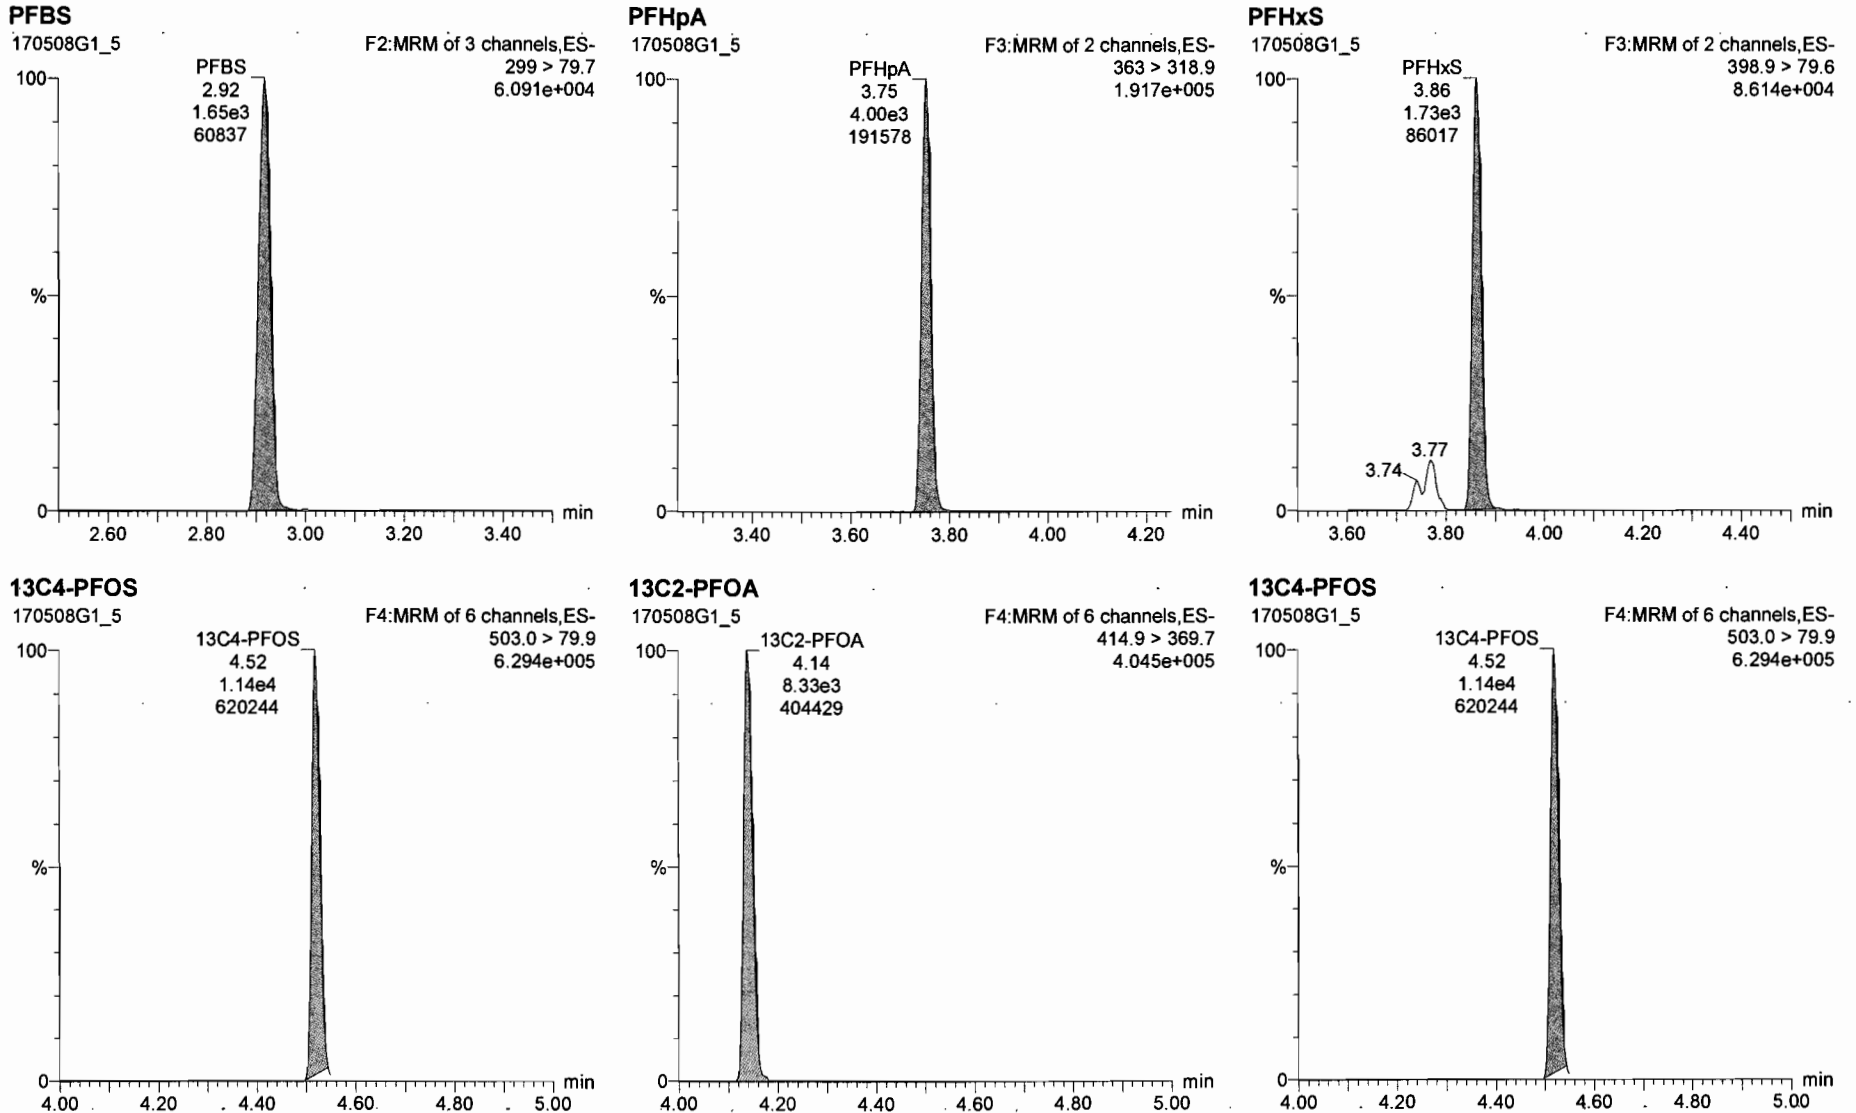 PFBS
170508G1_5
F2:MRM of 3 channels,ES-
299 > 79.7
6.091e+004
PFBS
2.92
1.65e3
60837
100
%
0
min
2.60 2.80 3.00 3.20 3.40
PFHpA
170508G1_5
F3:MRM of 2 channels,ES-
363 > 318.9
1.917e+005
PFHpA
3.75
4.00e3
191578
100
%
0
min
3.40 3.60 3.80 4.00 4.20
PFHxS
170508G1_5
F3:MRM of 2 channels,ES-
398.9 > 79.6
8.614e+004
PFHxS
3.86
1.73e3
86017
100
%
3.77
3.74
0
min
3.60 3.80 4.00 4.20 4.40
13C4-PFOS
170508G1_5
F4:MRM of 6 channels,ES-
503.0 > 79.9
6.294e+005
13C4-PFOS
4.52
1.14e4
620244
100
%
0
min
4.00 4.20 4.40 4.60 4.80 5.00
13C2-PFOA
170508G1_5
F4:MRM of 6 channels,ES-
414.9 > 369.7
4.045e+005
13C2-PFOA
4.14
8.33e3
404429
100
%
0
min
4.00 4.20 4.40 4.60 4.80 5.00
13C4-PFOS
170508G1_5
F4:MRM of 6 channels,ES-
503.0 > 79.9
6.294e+005
13C4-PFOS
4.52
1.14e4
620244
100
%
0
min
4.00 4.20 4.40 4.60 4.80 5.00